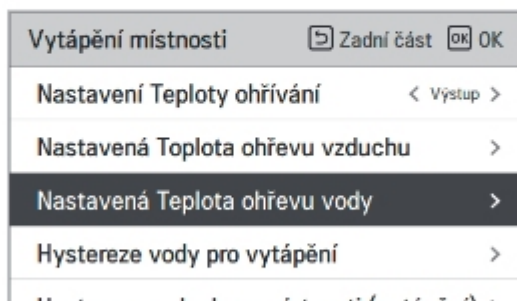 Vytápění místnosti Zadní část OK OK
Nastavení Teploty ohřívání < Výstup >
Nastavená Toplota ohřevu vzduchu >
Nastavená Teplota ohřevu vody >
Hystereze vody pro vytápění >